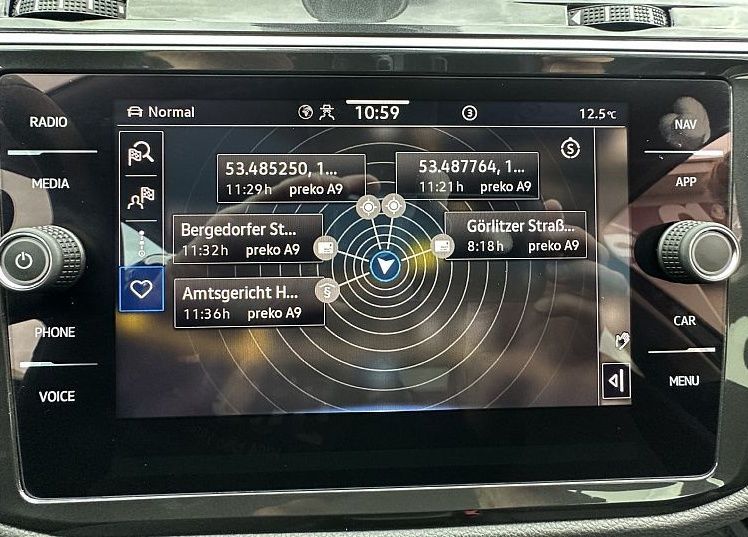 RADIO
MEDIA
PHONE
VOICE
Normal
10:59
3
12.5°C
S
53.485250, 1...
11:29h preko A9
53.487764, 1...
11:21h preko A9
Bergedorfer St...
11:32h preko A9
Görlitzer Straß...
8:18h preko A9
Amtsgericht H...
11:36h preko A9
§
NAV
APP
CAR
MENU